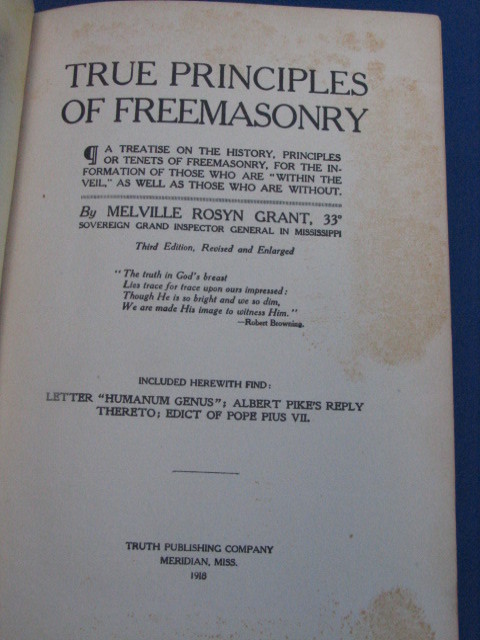 TRUE PRINCIPLES
OF FREEMASONRY
¶ A TREATISE ON THE HISTORY, PRINCIPLES
OR TENETS OF FREEMASONRY, FOR THE IN-
FORMATION OF THOSE WHO ARE "WITHIN THE
VEIL," AS WELL AS THOSE WHO ARE WITHOUT.
By MELVILLE ROSYN GRANT, 33°
SOVEREIGN GRAND INSPECTOR GENERAL IN MISSISSIPPI
Third Edition, Revised and Enlarged
"The truth in God's breast
Lies trace for trace upon ours impressed:
Though He is so bright and we so dim,
We are made His image to witness Him."
—Robert Browning.
INCLUDED HEREWITH FIND:
LETTER "HUMANUM GENUS"; ALBERT PIKE'S REPLY
THERETO; EDICT OF POPE PIUS VII.
TRUTH PUBLISHING COMPANY
MERIDIAN, MISS.
1918